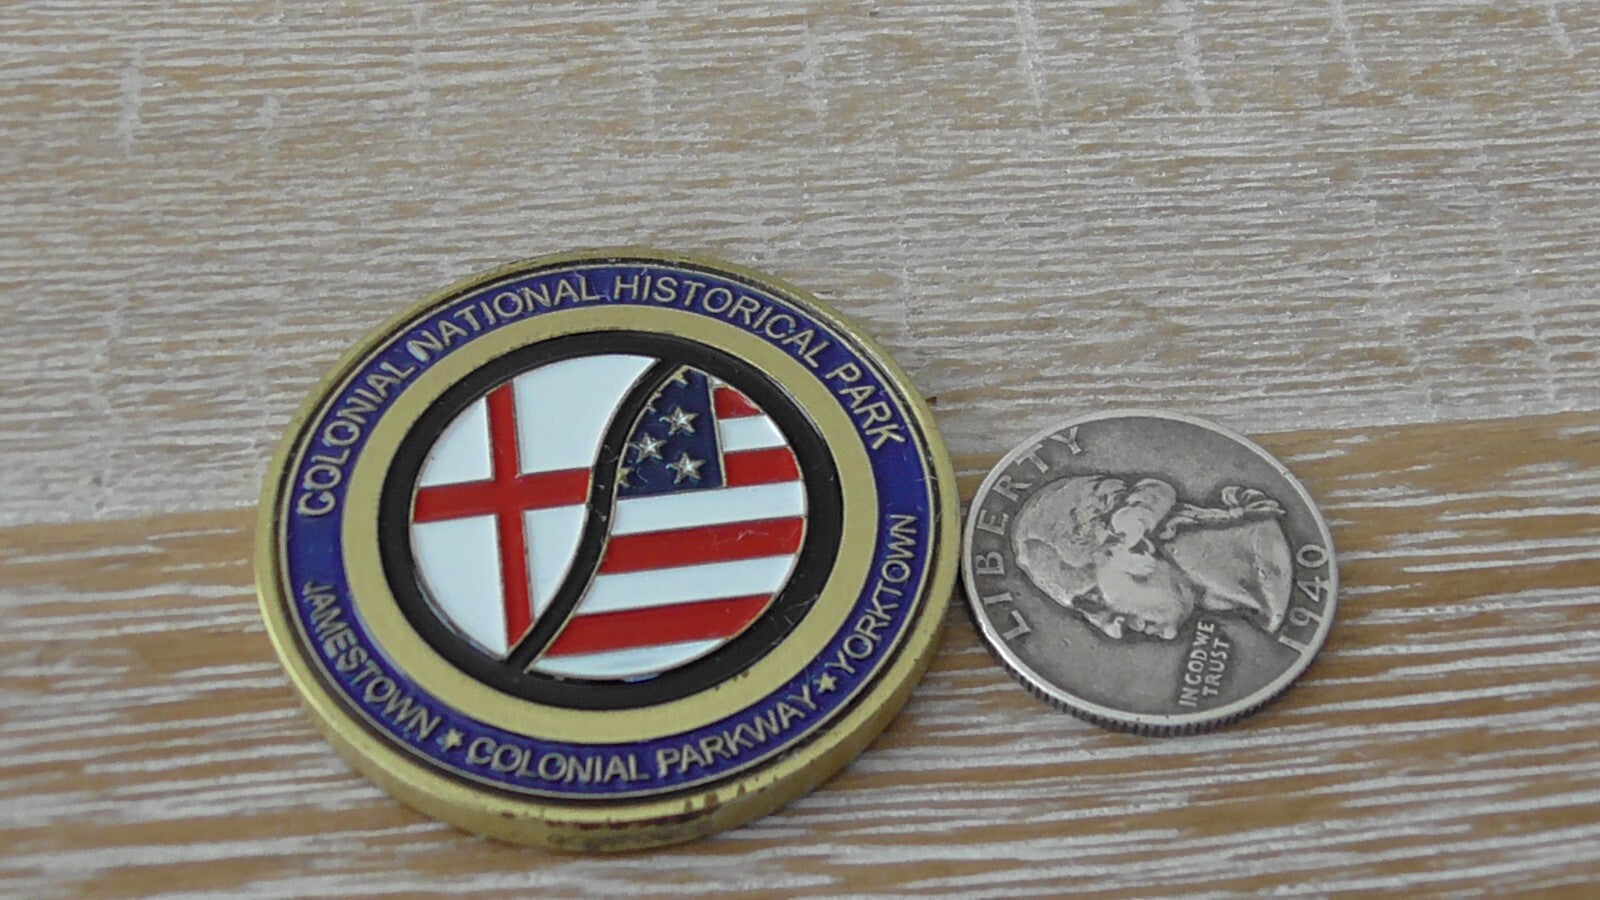 COLONIAL NATIONAL HISTORICAL PARK
JAMESTOWN ★ COLONIAL PARKWAY ★ YORKTOWN
LIBERTY
IN GOD WE
TRUST
1940